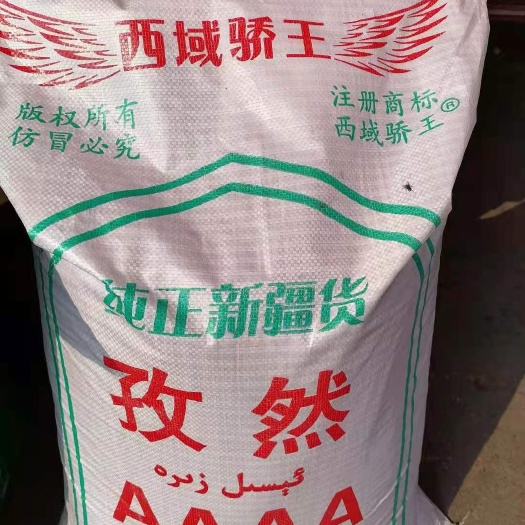 西域骄王
版权所有
仿冒必究
注册商标
西域骄王®
纯正新疆货
孜然
گېسىل زىرە
AAAA